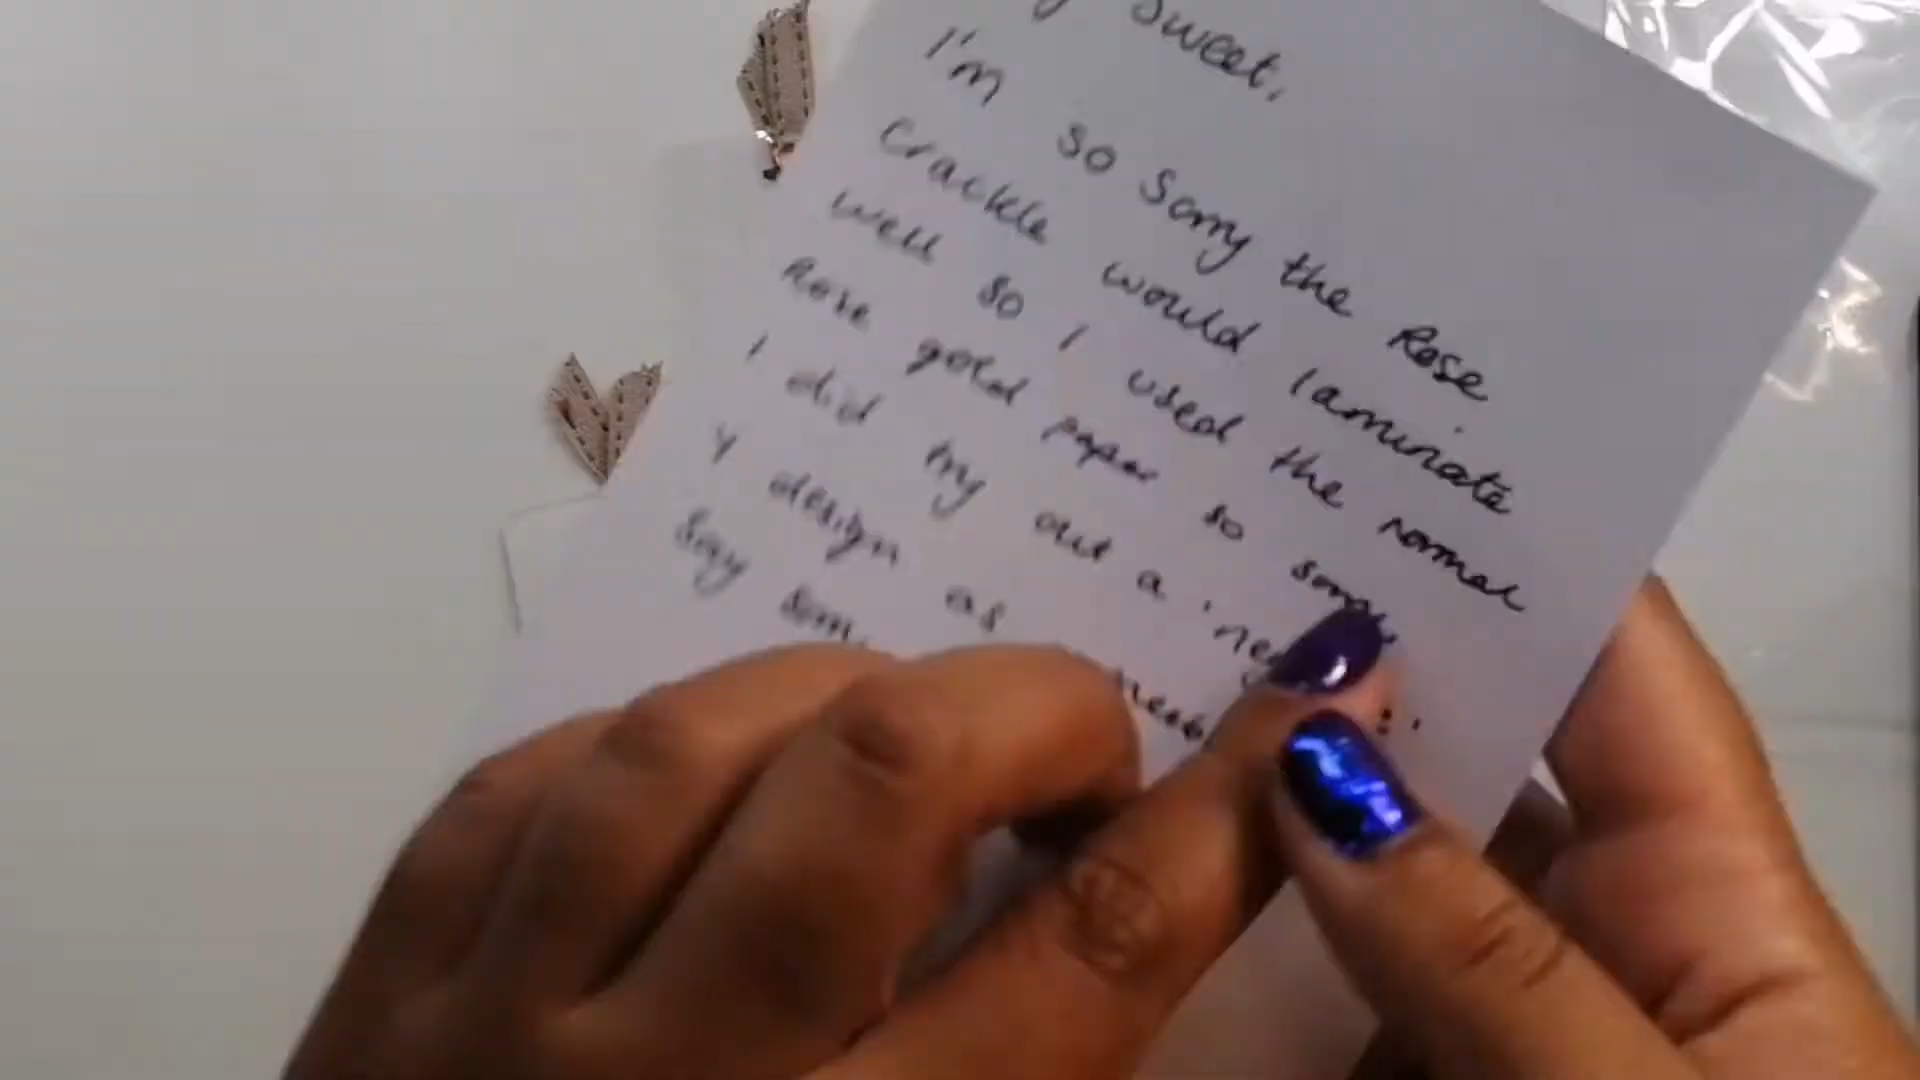 Sweet,
I'm so sorry the Rose
Crackle would laminate
well so I used the normal
Rose gold paper so
I did try out a
Y design as
Say